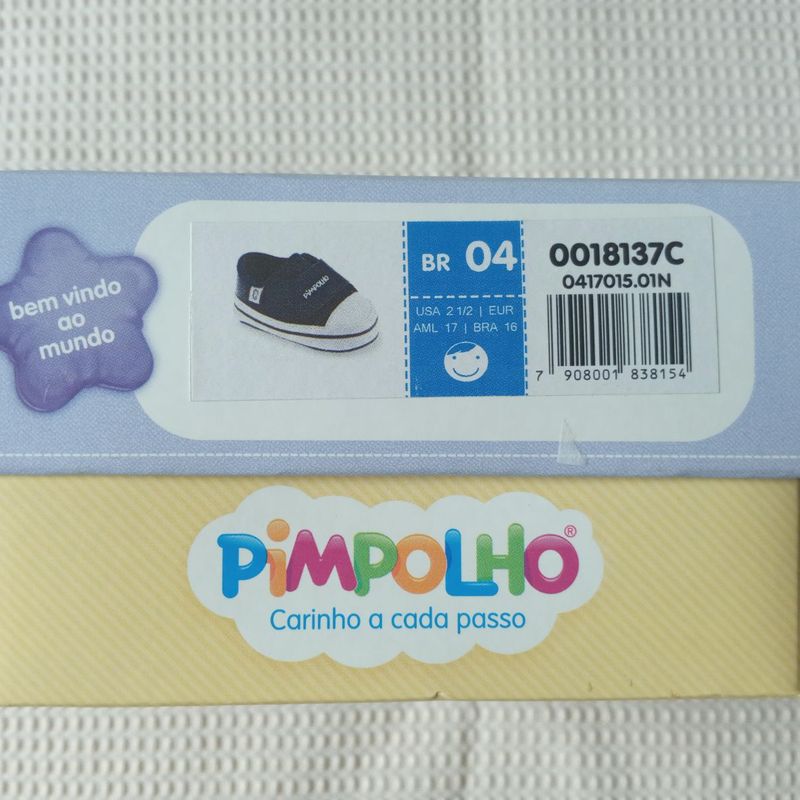 bem vindo
ao
mundo
PIMPOLHO
BR 04
USA 2 1/2 | EUR
AML 17 | BRA 16
0018137C
0417015.01N
7 908001 838154
PIMPOLHO®
Carinho a cada passo